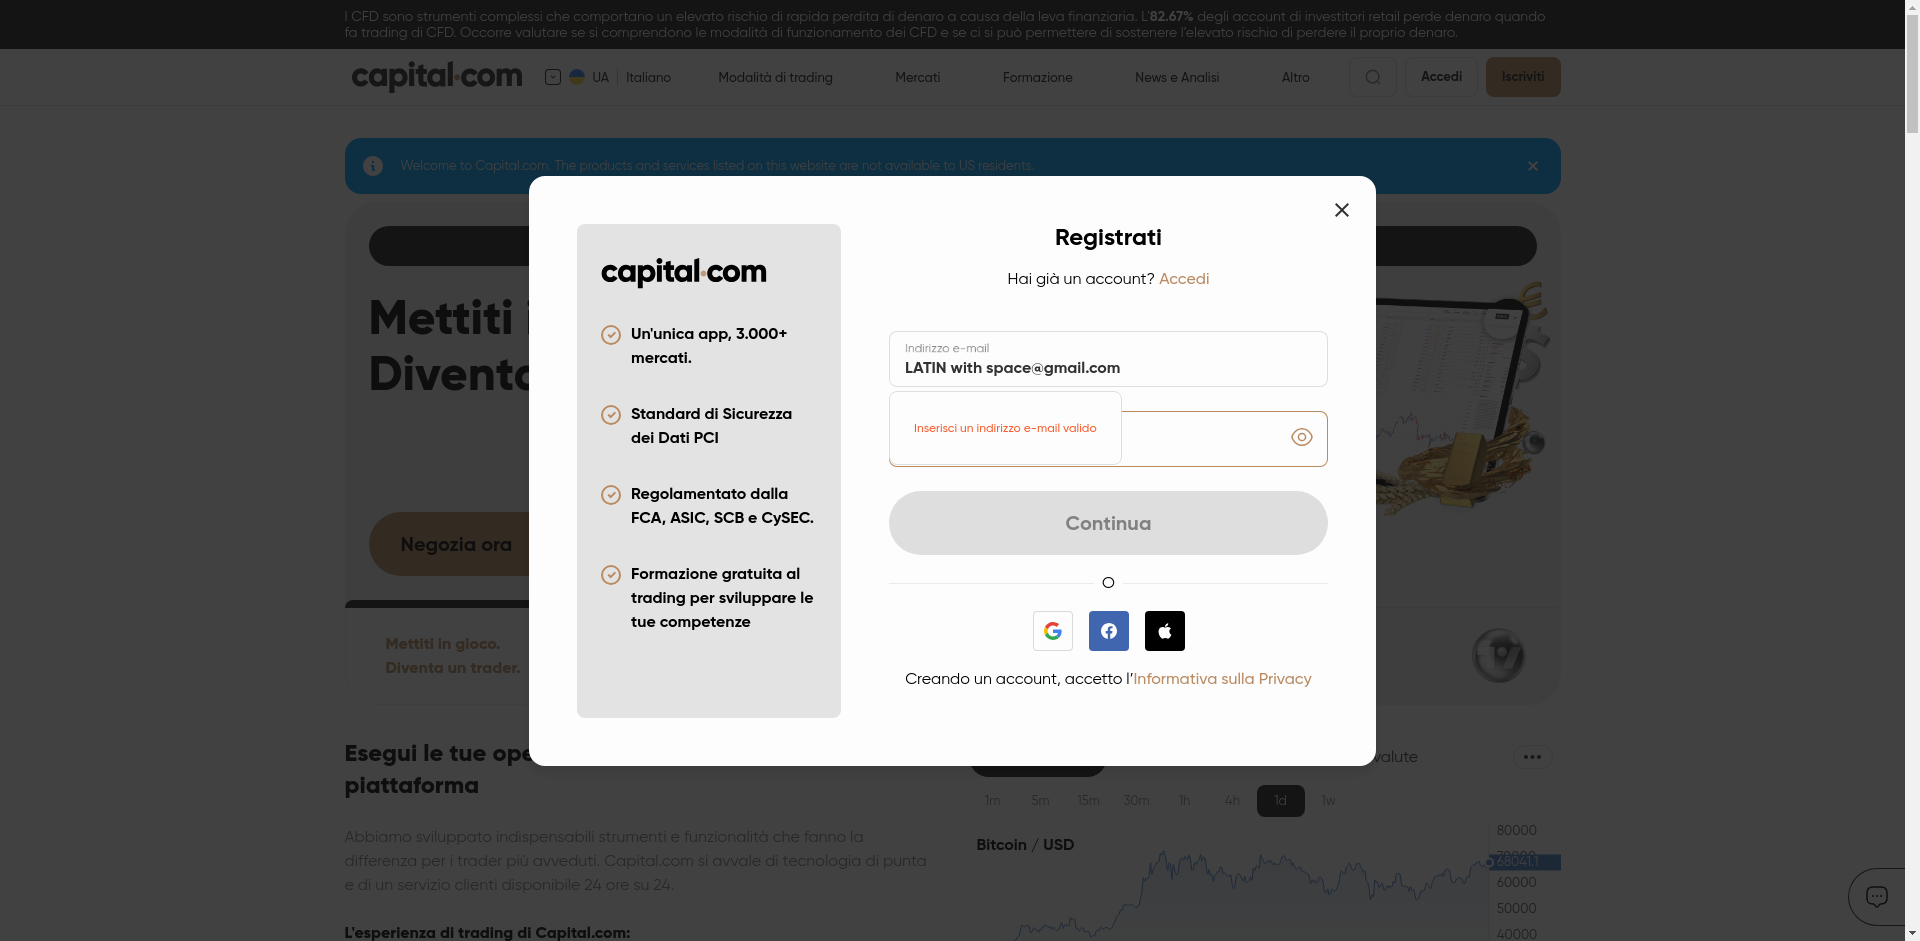 I CFD sono strumenti complessi che comportano un elevato rischio di rapida perdita di denaro a causa della leva finanziaria. L'82.67% degli account di investitori retail perde denaro quando
fa trading di CFD. Occorre valutare se si comprendono le modalità di funzionamento dei CFD e se ci si può permettere di sostenere l'elevato rischio di perdere il proprio denaro.
capital.com UA Italiano Modalità di trading Mercati Formazione News e Analisi Altro Accedi Iscriviti
Welcome to Capital.com. The products and services listed on this website are not available to US residents.
Mettiti
Diventa
Negozia ora
Mettiti in gioco.
Diventa un trader.
capital.com
Un'unica app, 3.000+
mercati.
Standard di Sicurezza
dei Dati PCI
Regolamentato dalla
FCA, ASIC, SCB e CySEC.
Formazione gratuita al
trading per sviluppare le
tue competenze
Registrati
Hai già un account? Accedi
Indirizzo e-mail
LATIN with space@gmail.com
Inserisci un indirizzo e-mail valido
Continua
O
Creando un account, accetto l'Informativa sulla Privacy
Esegui le tue
piattaforma
Abbiamo sviluppato indispensabili strumenti e funzionalità che fanno la
differenza per i trader più avveduti. Capital.com si avvale di tecnologia di punta
e di un servizio clienti disponibile 24 ore su 24.
L'esperienza di trading di Capital.com:
valute
1m 5m 15m 30m 1h 4h 1d 1w
Bitcoin / USD
80000
68041.1
60000
50000
40000